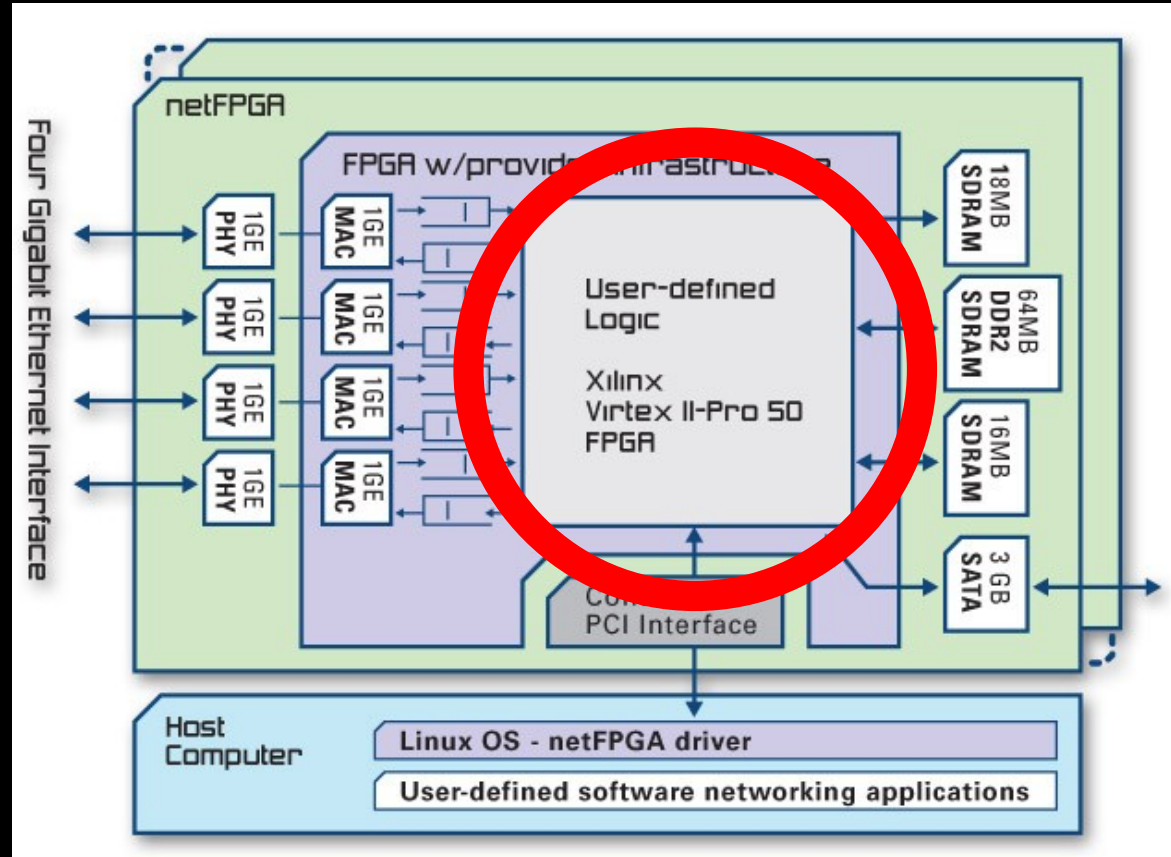 netFPGA
FPGA w/provided infrastructure
Four Gigabit Ethernet Interface
1GE
PHY
1GE
MAC
1GE
PHY
1GE
MAC
1GE
PHY
1GE
MAC
1GE
PHY
1GE
MAC
User-defined
Logic
Xilinx
Virtex II-Pro 50
FPGA
18MB
SDRAM
64MB
DDR2
SDRAM
16MB
SDRAM
3 GB
SATA
PCI Interface
Host
Computer
Linux OS - netFPGA driver
User-defined software networking applications